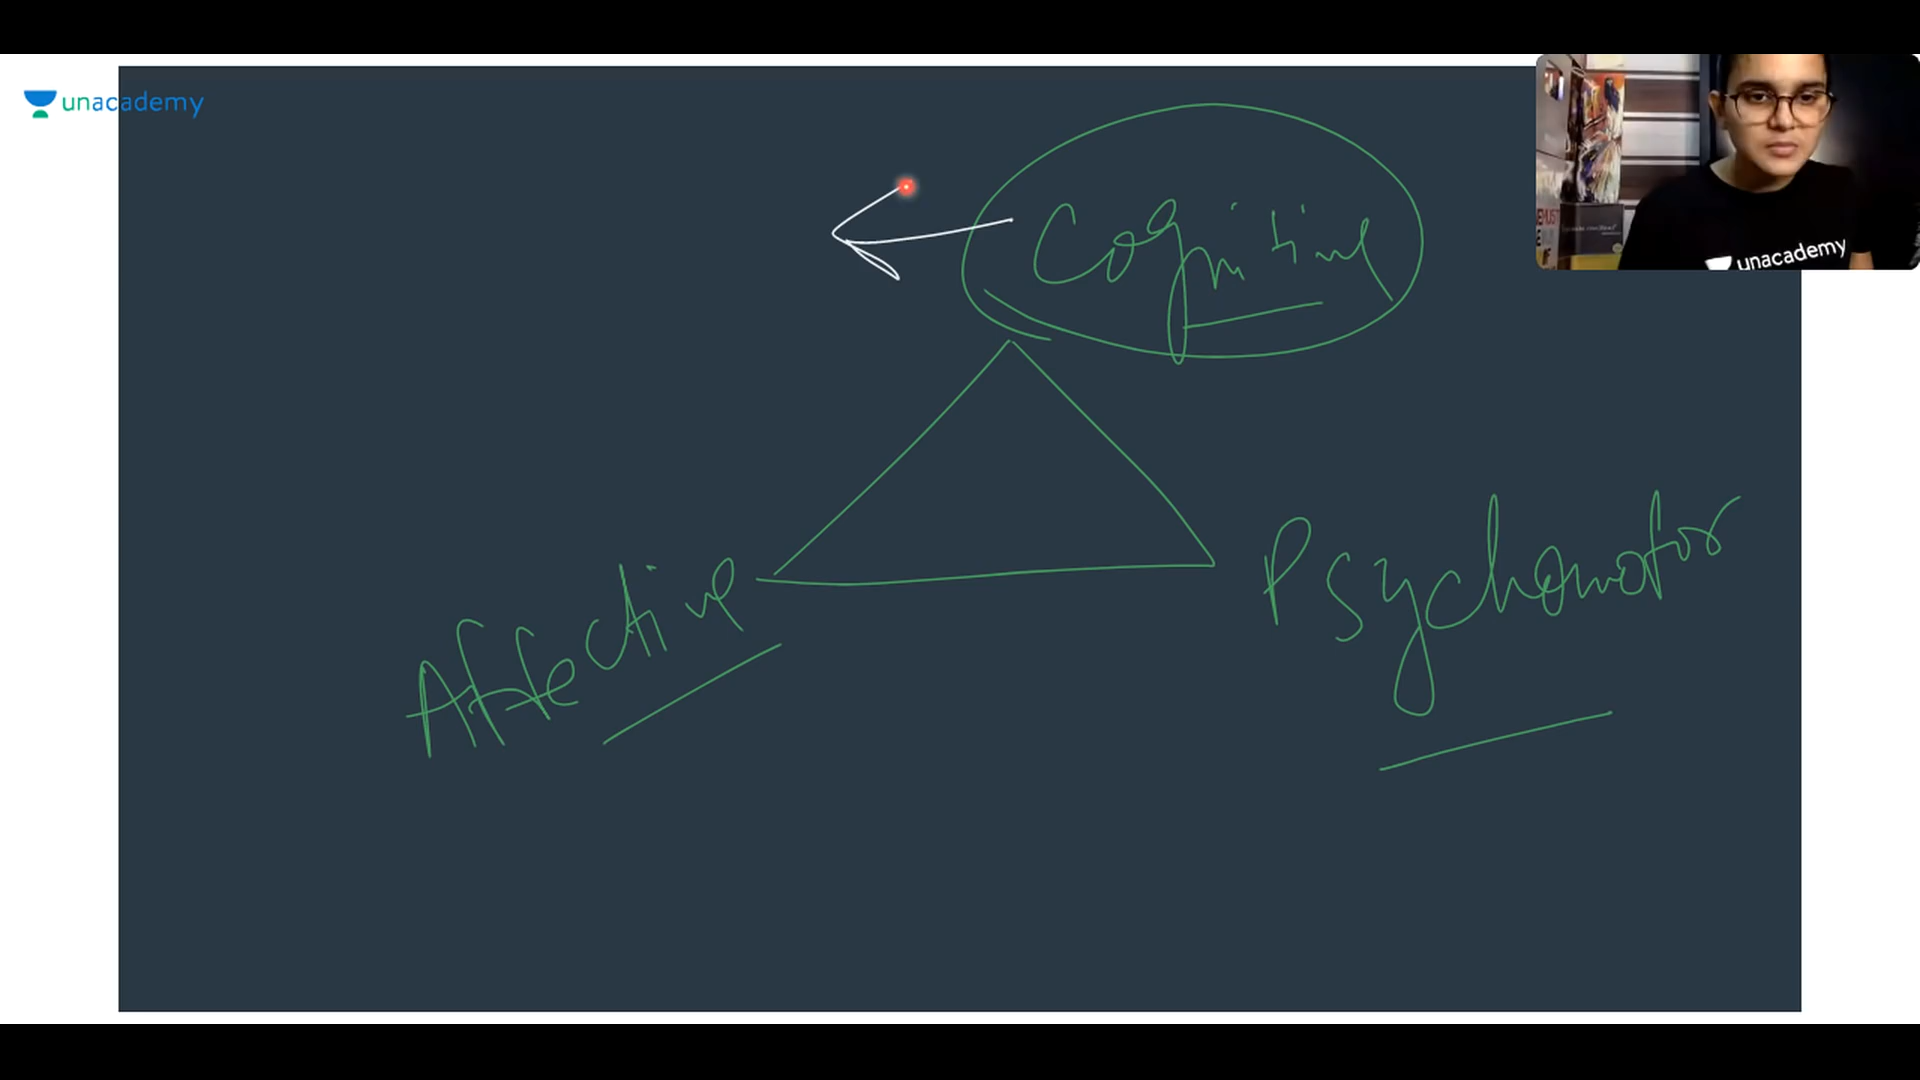 unacademy
Cognitive
Affective
Psychomotor
unacademy